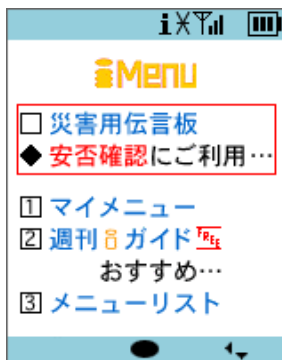 iMenu
□ 災害用伝言板
◆ 安否確認にご利用…
1 マイメニュー
2 週刊iガイド FREE
おすすめ…
3 メニューリスト